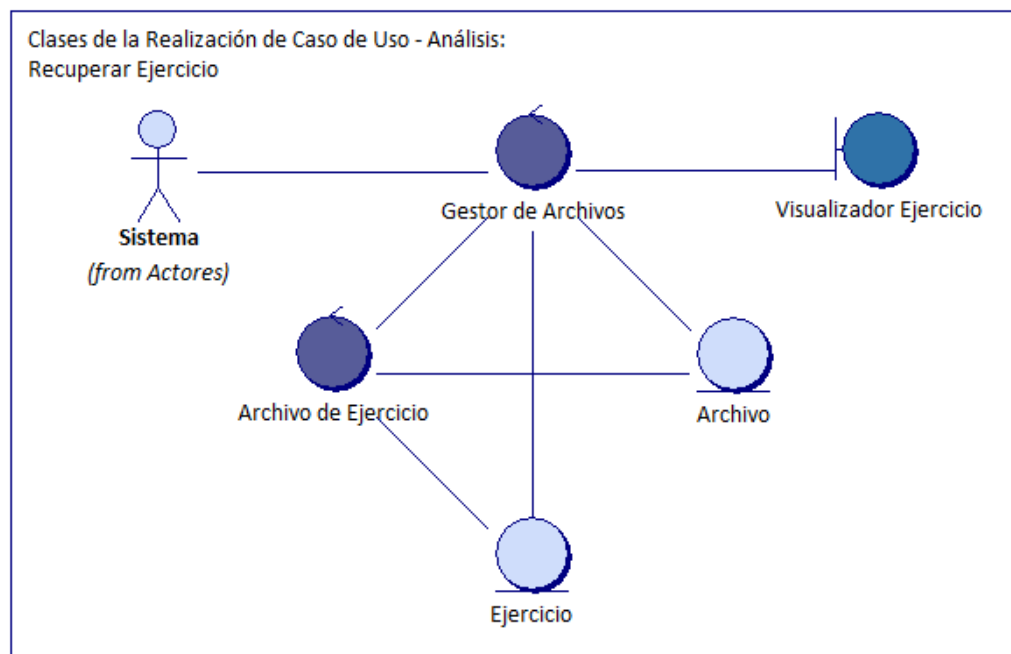 Clases de la Realización de Caso de Uso - Análisis:
Recuperar Ejercicio
Gestor de Archivos
Visualizador Ejercicio
Sistema
(from Actores)
Archivo de Ejercicio
Archivo
Ejercicio